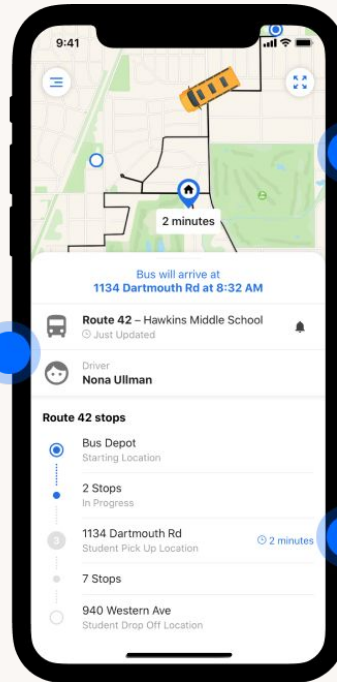 9:41
2 minutes
Bus will arrive at
1134 Dartmouth Rd at 8:32 AM
Route 42 – Hawkins Middle School
Just Updated
Driver
Nona Ullman
Route 42 stops
Bus Depot
Starting Location
2 Stops
In Progress
3
1134 Dartmouth Rd
Student Pick Up Location
2 minutes
7 Stops
940 Western Ave
Student Drop Off Location